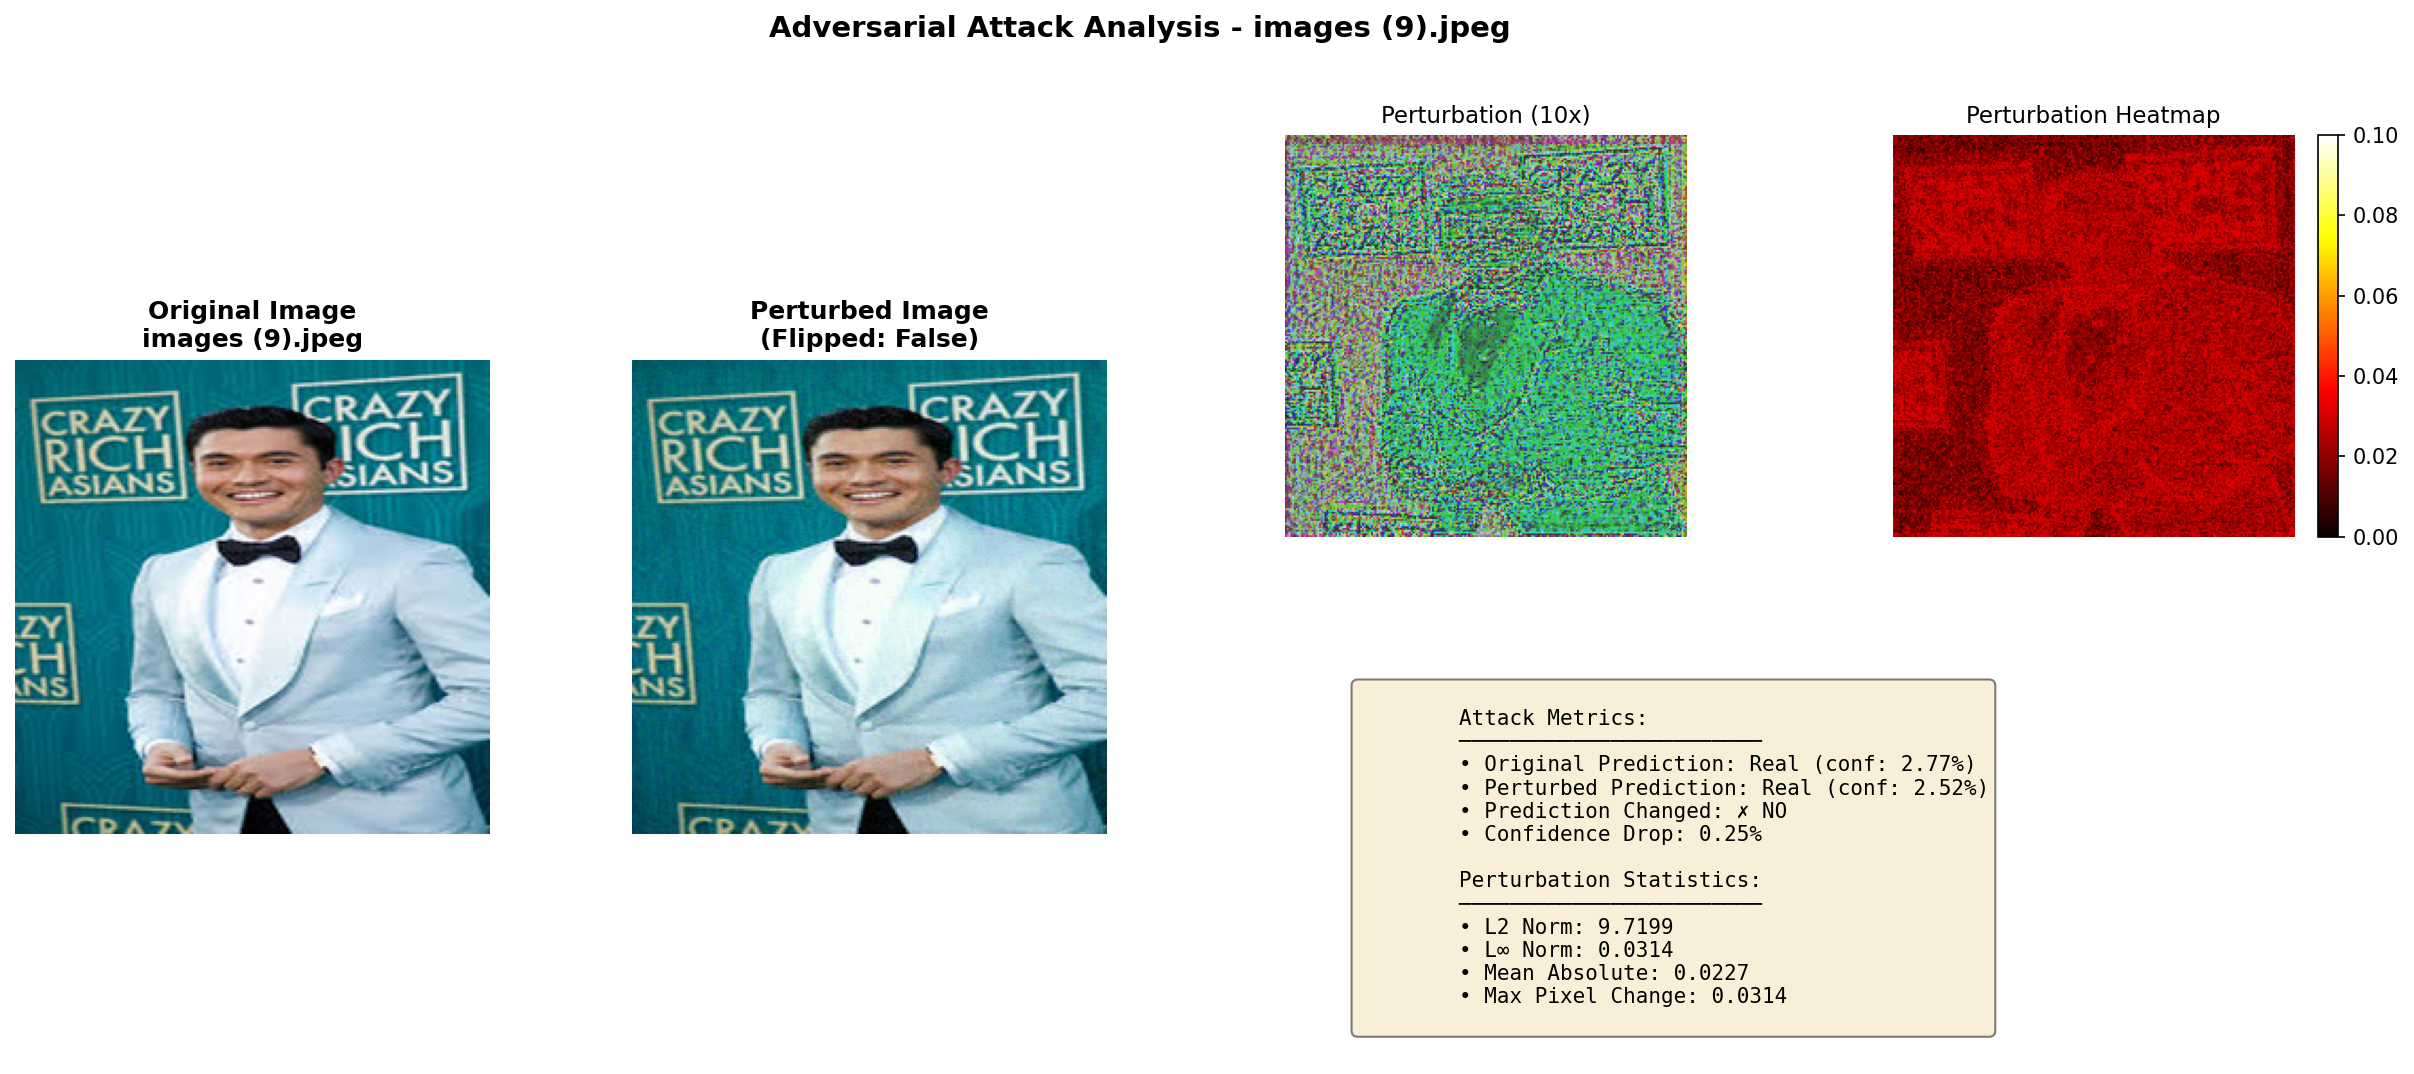 Adversarial Attack Analysis - images (9).jpeg
Original Image
images (9).jpeg
CRAZY
RICH
ASIANS
CRAZY
RICH
ASIANS
ZY
CH
ANS
CRAZY
Perturbed Image
(Flipped: False)
CRAZY
RICH
ASIANS
CRAZY
RICH
ASIANS
ZY
CH
ANS
CRAZY
Perturbation (10x)
Perturbation Heatmap
0.10
0.08
0.06
0.04
0.02
0.00
Attack Metrics:
────────────────────────
• Original Prediction: Real (conf: 2.77%)
• Perturbed Prediction: Real (conf: 2.52%)
• Prediction Changed: ✗ NO
• Confidence Drop: 0.25%
Perturbation Statistics:
────────────────────────
• L2 Norm: 9.7199
• L∞ Norm: 0.0314
• Mean Absolute: 0.0227
• Max Pixel Change: 0.0314